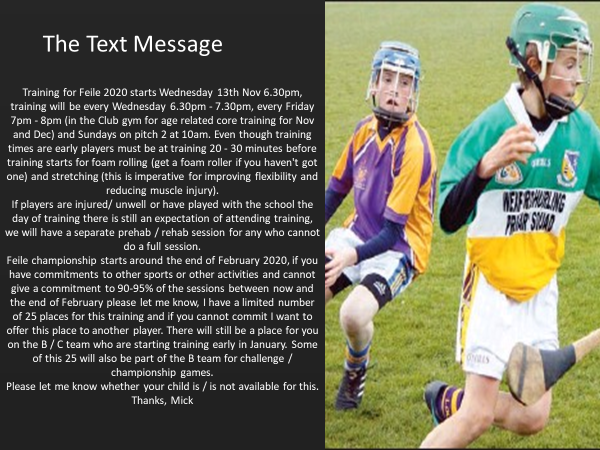 The Text Message
Training for Feile 2020 starts Wednesday 13th Nov 6.30pm,
training will be every Wednesday 6.30pm - 7.30pm, every Friday
7pm - 8pm (in the Club gym for age related core training for Nov
and Dec) and Sundays on pitch 2 at 10am. Even though training
times are early players must be at training 20 - 30 minutes before
training starts for foam rolling (get a foam roller if you haven't got
one) and stretching (this is imperative for improving flexibility and
reducing muscle injury).
If players are injured/ unwell or have played with the school the
day of training there is still an expectation of attending training,
we will have a separate prehab / rehab session for any who cannot
do a full session.
Feile championship starts around the end of February 2020, if you
have commitments to other sports or other activities and cannot
give a commitment to 90-95% of the sessions between now and
the end of February please let me know, I have a limited number
of 25 places for this training and if you cannot commit I want to
offer this place to another player. There will still be a place for you
on the B / C team who are starting training early in January. Some
of this 25 will also be part of the B team for challenge /
championship games.
Please let me know whether your child is / is not available for this.
Thanks, Mick